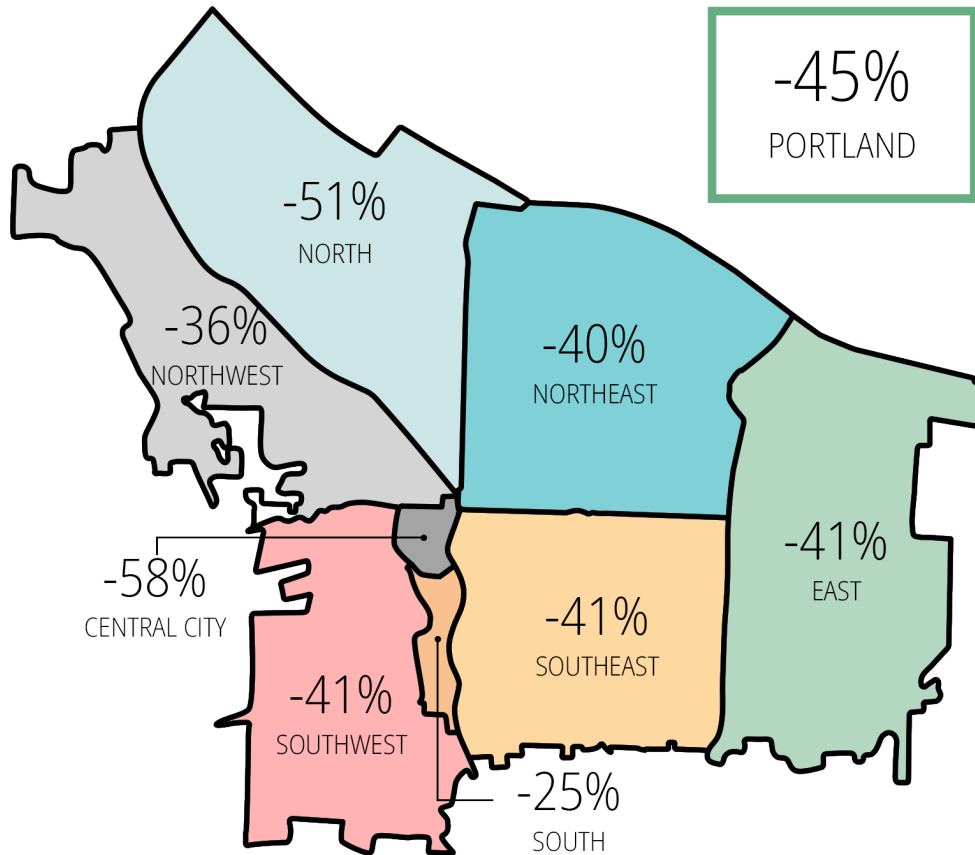 -45%
PORTLAND
-51%
NORTH
-36%
NORTHWEST
-40%
NORTHEAST
-41%
EAST
-58%
CENTRAL CITY
-41%
SOUTHEAST
-41%
SOUTHWEST
-25%
SOUTH